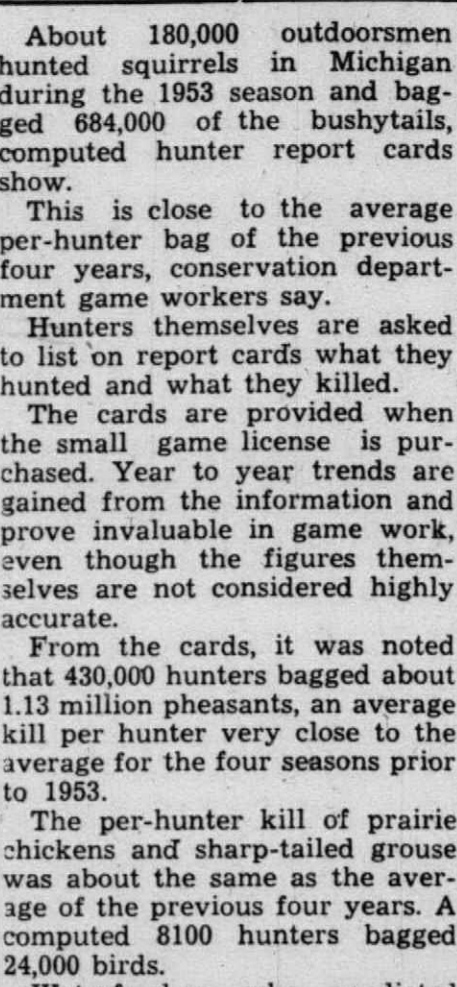 About 180,000 outdoorsmen
hunted squirrels in Michigan
during the 1953 season and bag-
ged 684,000 of the bushytails,
computed hunter report cards
show.
This is close to the average
per-hunter bag of the previous
four years, conservation depart-
ment game workers say.
Hunters themselves are asked
to list on report cards what they
hunted and what they killed.
The cards are provided when
the small game license is pur-
chased. Year to year trends are
gained from the information and
prove invaluable in game work,
even though the figures them-
selves are not considered highly
accurate.
From the cards, it was noted
that 430,000 hunters bagged about
1.13 million pheasants, an average
kill per hunter very close to the
average for the four seasons prior
to 1953.
The per-hunter kill of prairie
chickens and sharp-tailed grouse
was about the same as the aver-
age of the previous four years. A
computed 8100 hunters bagged
24,000 birds.